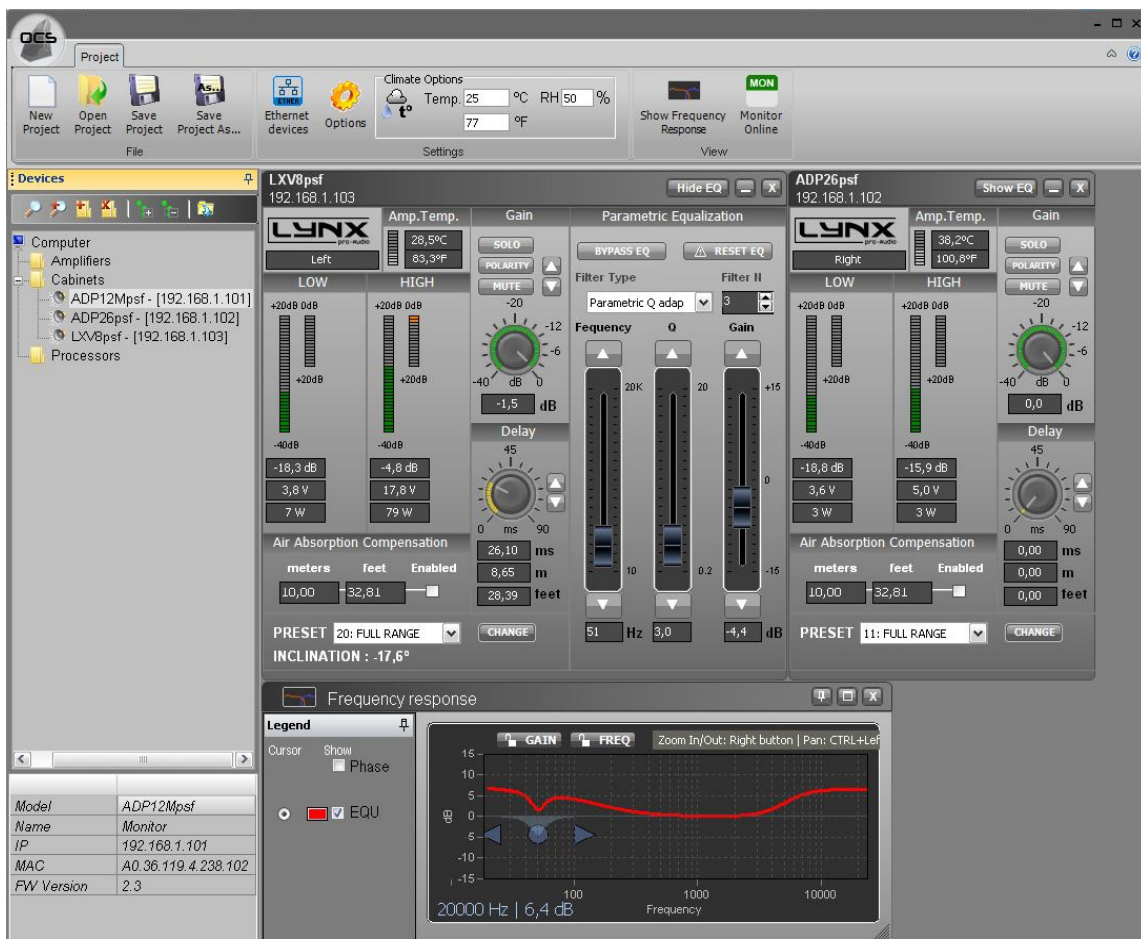 OCS
Project
New Project
Open Project
Save Project
As...
Save Project As...
File
ETHER
Ethernet devices
Options
Climate Options
t°
Temp. 25 ºC RH 50 %
77 ºF
Settings
Show Frequency Response
MON
Monitor Online
View
Devices
Computer
Amplifiers
Cabinets
ADP12Mpsf - [192.168.1.101]
ADP26psf - [192.168.1.102]
LXV8psf - [192.168.1.103]
Processors
Model ADP12Mpsf
Name Monitor
IP 192.168.1.101
MAC A0.36.119.4.238.102
FW Version 2.3
LXV8psf
192.168.1.103
Hide EQ
LYNX
pro-audio
Left
Amp.Temp.
28,5ºC
83,3ºF
Gain
SOLO
POLARITY
MUTE
LOW HIGH
+20dB 0dB +20dB 0dB
+20dB +20dB
-40dB -40dB
-18,3 dB -4,8 dB
3,8 V 17,8 V
7 W 79 W
-20
-12
-6
-40 dB 0
-1,5 dB
Delay
45
0 ms 90
26,10 ms
8,65 m
28,39 feet
Air Absorption Compensation
meters feet Enabled
10,00 32,81
PRESET 20: FULL RANGE CHANGE
INCLINATION : -17,6º
Parametric Equalization
BYPASS EQ RESET EQ
Filter Type Filter N
Parametric Q adap 3
Fequency Q Gain
20K 20 +15
0
10 0.2 -15
51 Hz 3,0 -4,4 dB
ADP26psf
192.168.1.102
Show EQ
LYNX
pro-audio
Right
Amp.Temp.
38,2ºC
100,8ºF
Gain
SOLO
POLARITY
MUTE
LOW HIGH
+20dB 0dB +20dB 0dB
+20dB +20dB
-40dB -40dB
-18,8 dB -15,9 dB
3,6 V 5,0 V
3 W 3 W
-20
-12
-6
-40 dB 0
0,0 dB
Delay
45
0 ms 90
0,00 ms
0,00 m
0,00 feet
Air Absorption Compensation
meters feet Enabled
10,00 32,81
PRESET 11: FULL RANGE CHANGE
Frequency response
Legend
Cursor Show
Phase
EQU
GAIN FREQ Zoom In/Out: Right button | Pan: CTRL+Lef
dB
15
10
5
0
5
-10
-15
100 1000 10000
20000 Hz | 6,4 dB
Frequency